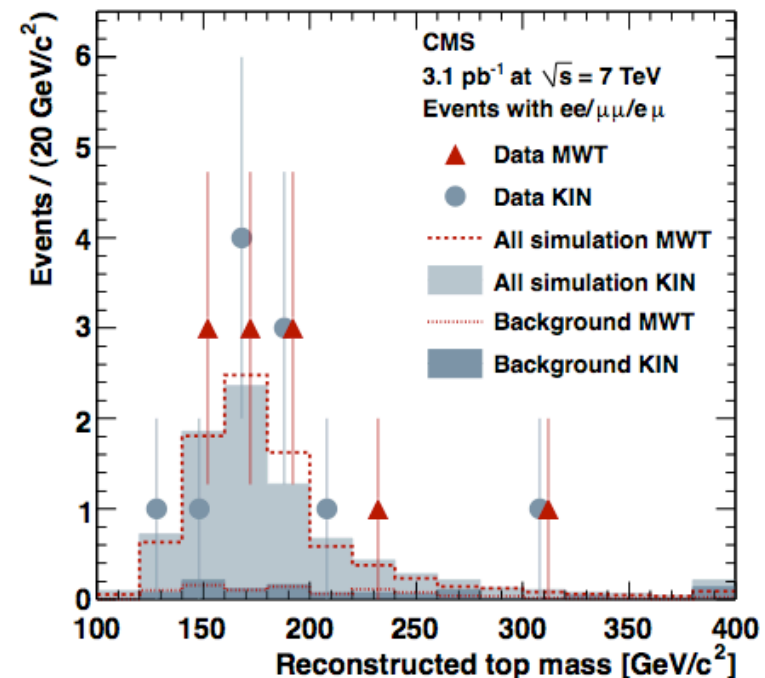 CMS
3.1 pb⁻¹ at √s = 7 TeV
Events with ee/μμ/eμ
Data MWT
Data KIN
All simulation MWT
All simulation KIN
Background MWT
Background KIN
Events / (20 GeV/c²)
6
5
4
3
2
1
0
100 150 200 250 300 350 400
Reconstructed top mass [GeV/c²]